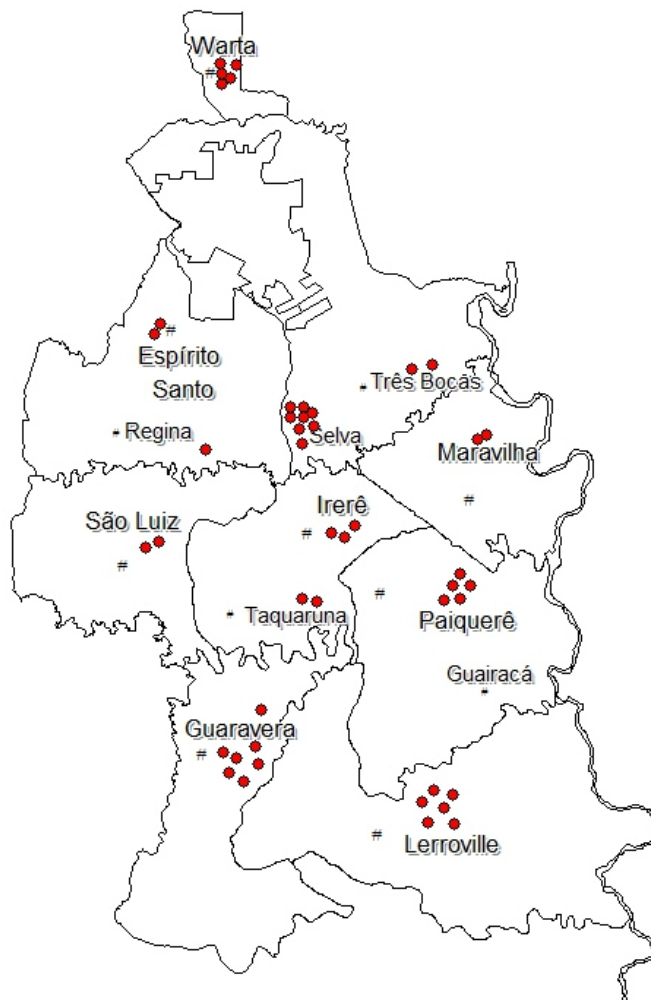 Warta
#
#
Espírito
Santo
Três Bocas
Regina
Selva
Maravilha
#
São Luiz
#
Irerê
#
Taquaruna
#
Paiquerê
Guairacá
Guaravera
#
#
Lerroville